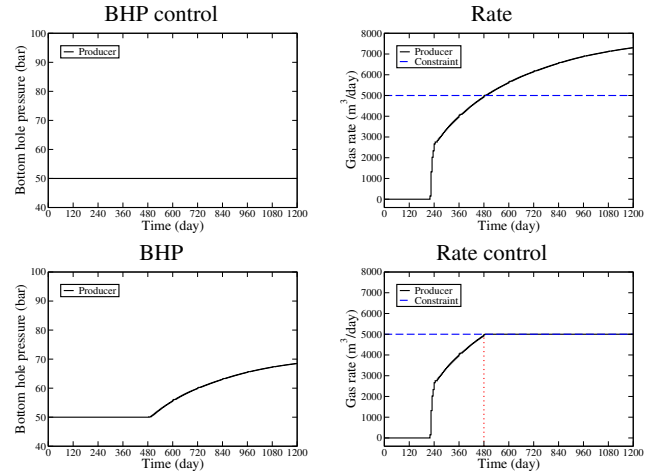 BHP control
100
90
80
70
60
50
40
Bottom hole pressure (bar)
Producer
0 120 240 360 480 600 720 840 960 1080 1200
Time (day)
Rate
8000
7000
6000
5000
4000
3000
2000
1000
0
Gas rate (m³/day)
Producer
Constraint
0 120 240 360 480 600 720 840 960 1080 1200
Time (day)
BHP
100
90
80
70
60
50
40
Bottom hole pressure (bar)
Producer
0 120 240 360 480 600 720 840 960 1080 1200
Time (day)
Rate control
8000
7000
6000
5000
4000
3000
2000
1000
0
Gas rate (m³/day)
Producer
Constraint
0 120 240 360 480 600 720 840 960 1080 1200
Time (day)